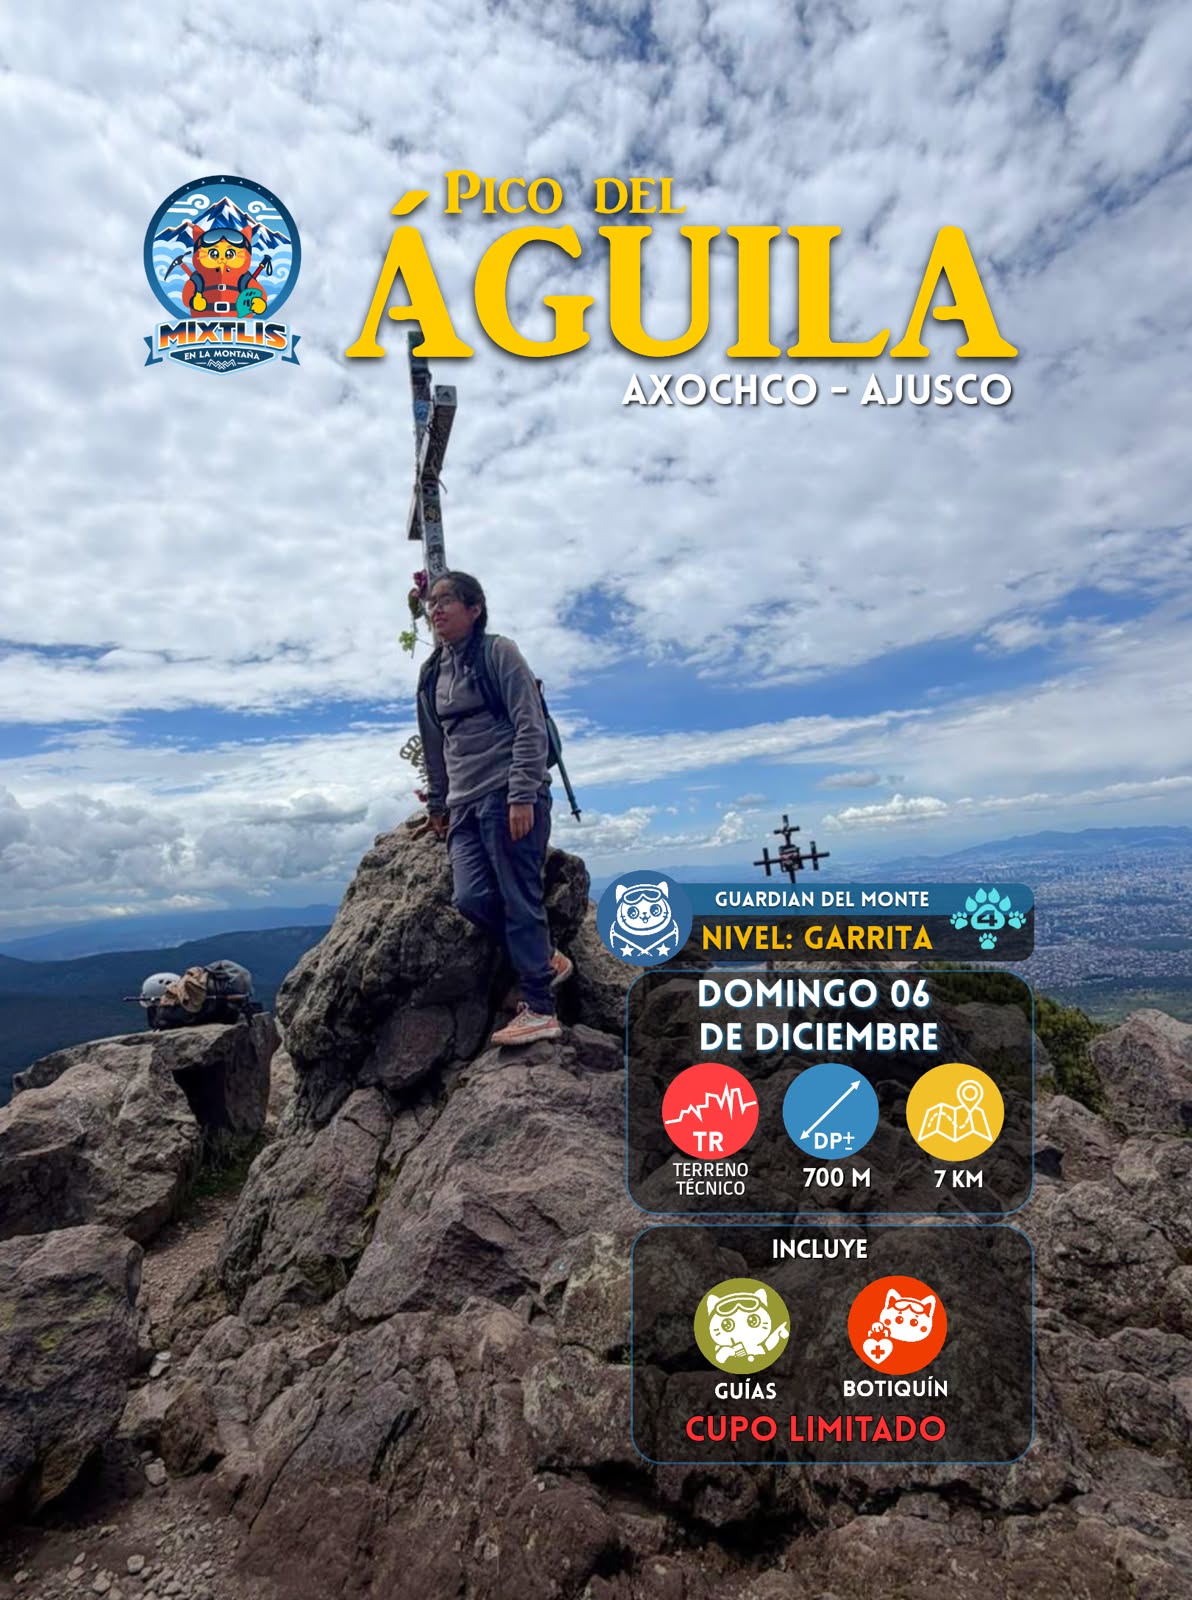 PICO DEL
ÁGUILA
AXOCHCO - AJUSCO
MIXTLIS
EN LA MONTAÑA
GUARDIAN DEL MONTE
NIVEL: GARRITA
4
DOMINGO 06
DE DICIEMBRE
TR
TERRENO
TÉCNICO
DP±
700 M
7 KM
INCLUYE
GUÍAS
BOTIQUÍN
CUPO LIMITADO